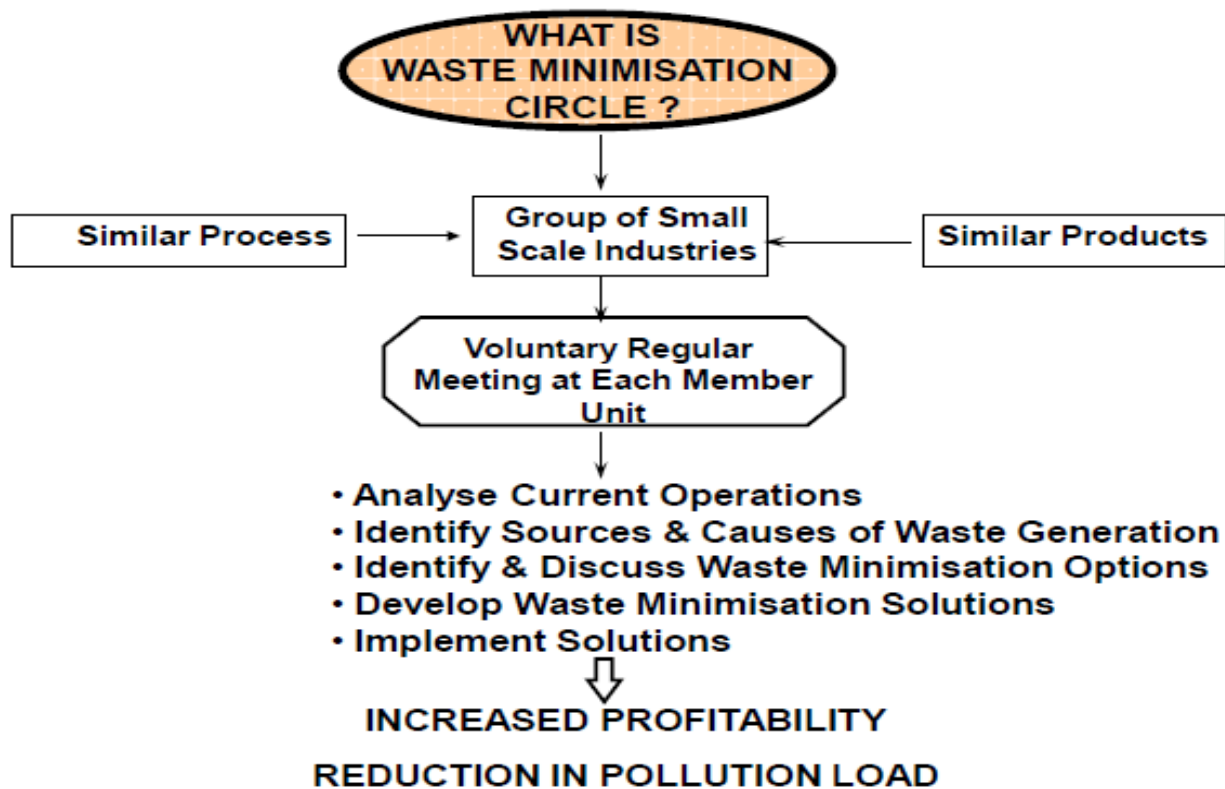 WHAT IS
WASTE MINIMISATION
CIRCLE ?
Similar Process
Group of Small
Scale Industries
Similar Products
Voluntary Regular
Meeting at Each Member
Unit
• Analyse Current Operations
• Identify Sources & Causes of Waste Generation
• Identify & Discuss Waste Minimisation Options
• Develop Waste Minimisation Solutions
• Implement Solutions
INCREASED PROFITABILITY
REDUCTION IN POLLUTION LOAD